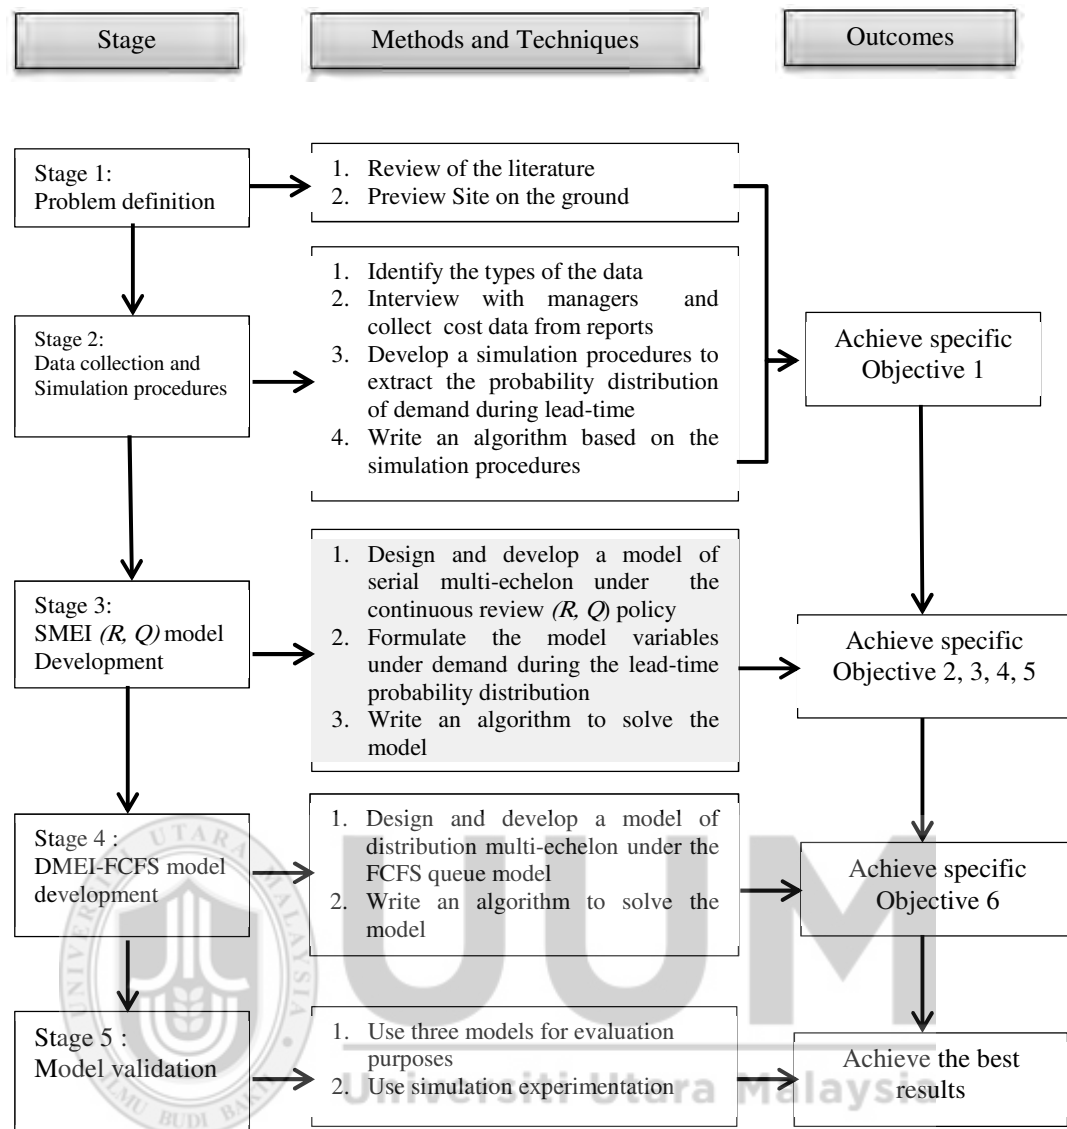 Stage
Methods and Techniques
Outcomes
Stage 1:
Problem definition
1. Review of the literature
2. Preview Site on the ground
Stage 2:
Data collection and
Simulation procedures
1. Identify the types of the data
2. Interview with managers and
collect cost data from reports
3. Develop a simulation procedures to
extract the probability distribution
of demand during lead-time
4. Write an algorithm based on the
simulation procedures
Achieve specific
Objective 1
Stage 3:
SMEI (R, Q) model
Development
1. Design and develop a model of
serial multi-echelon under the
continuous review (R, Q) policy
2. Formulate the model variables
under demand during the lead-time
probability distribution
3. Write an algorithm to solve the
model
Achieve specific
Objective 2, 3, 4, 5
Stage 4 :
DMEI-FCFS model
development
1. Design and develop a model of
distribution multi-echelon under the
FCFS queue model
2. Write an algorithm to solve the
model
Achieve specific
Objective 6
Stage 5 :
Model validation
1. Use three models for evaluation
purposes
2. Use simulation experimentation
Achieve the best
results
UUM
Universiti Utara Malaysia
UNIVERSITI UTARA MALAYSIA
ILMU BUDI BAKTI